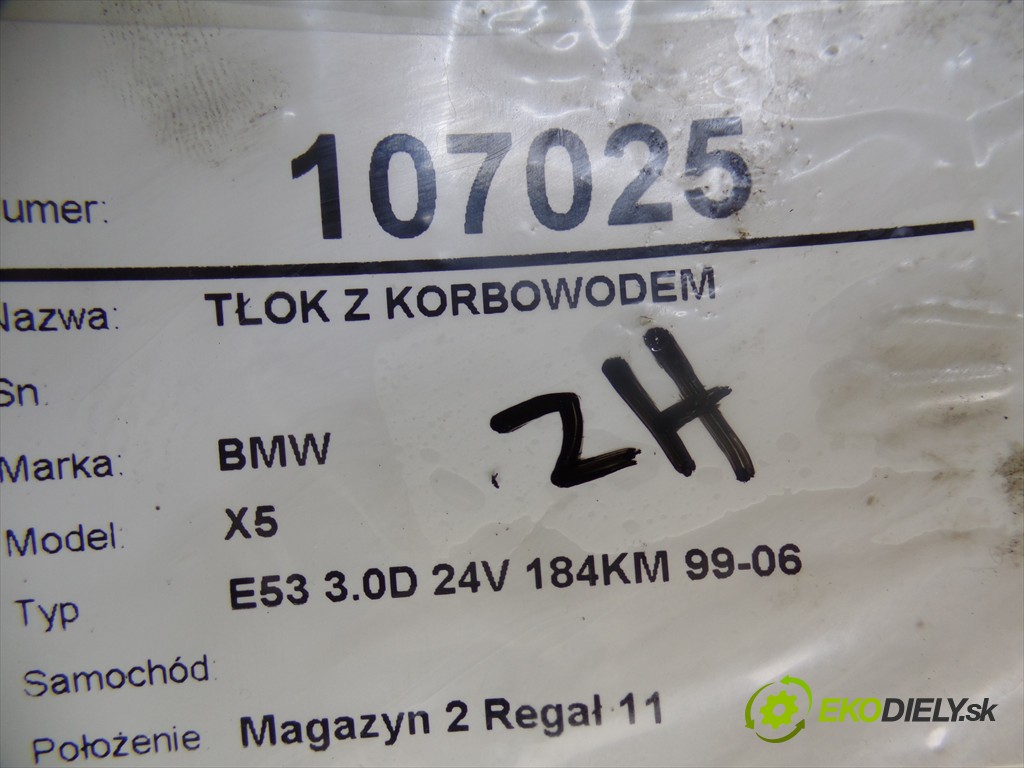 umer: 107025
Nazwa: TŁOK Z KORBOWODEM
Sn:
ZH
Marka: BMW
Model: X5
Typ E53 3.0D 24V 184KM 99-06
Samochód:
Położenie Magazyn 2 Regał 11
EKODIELY.sk